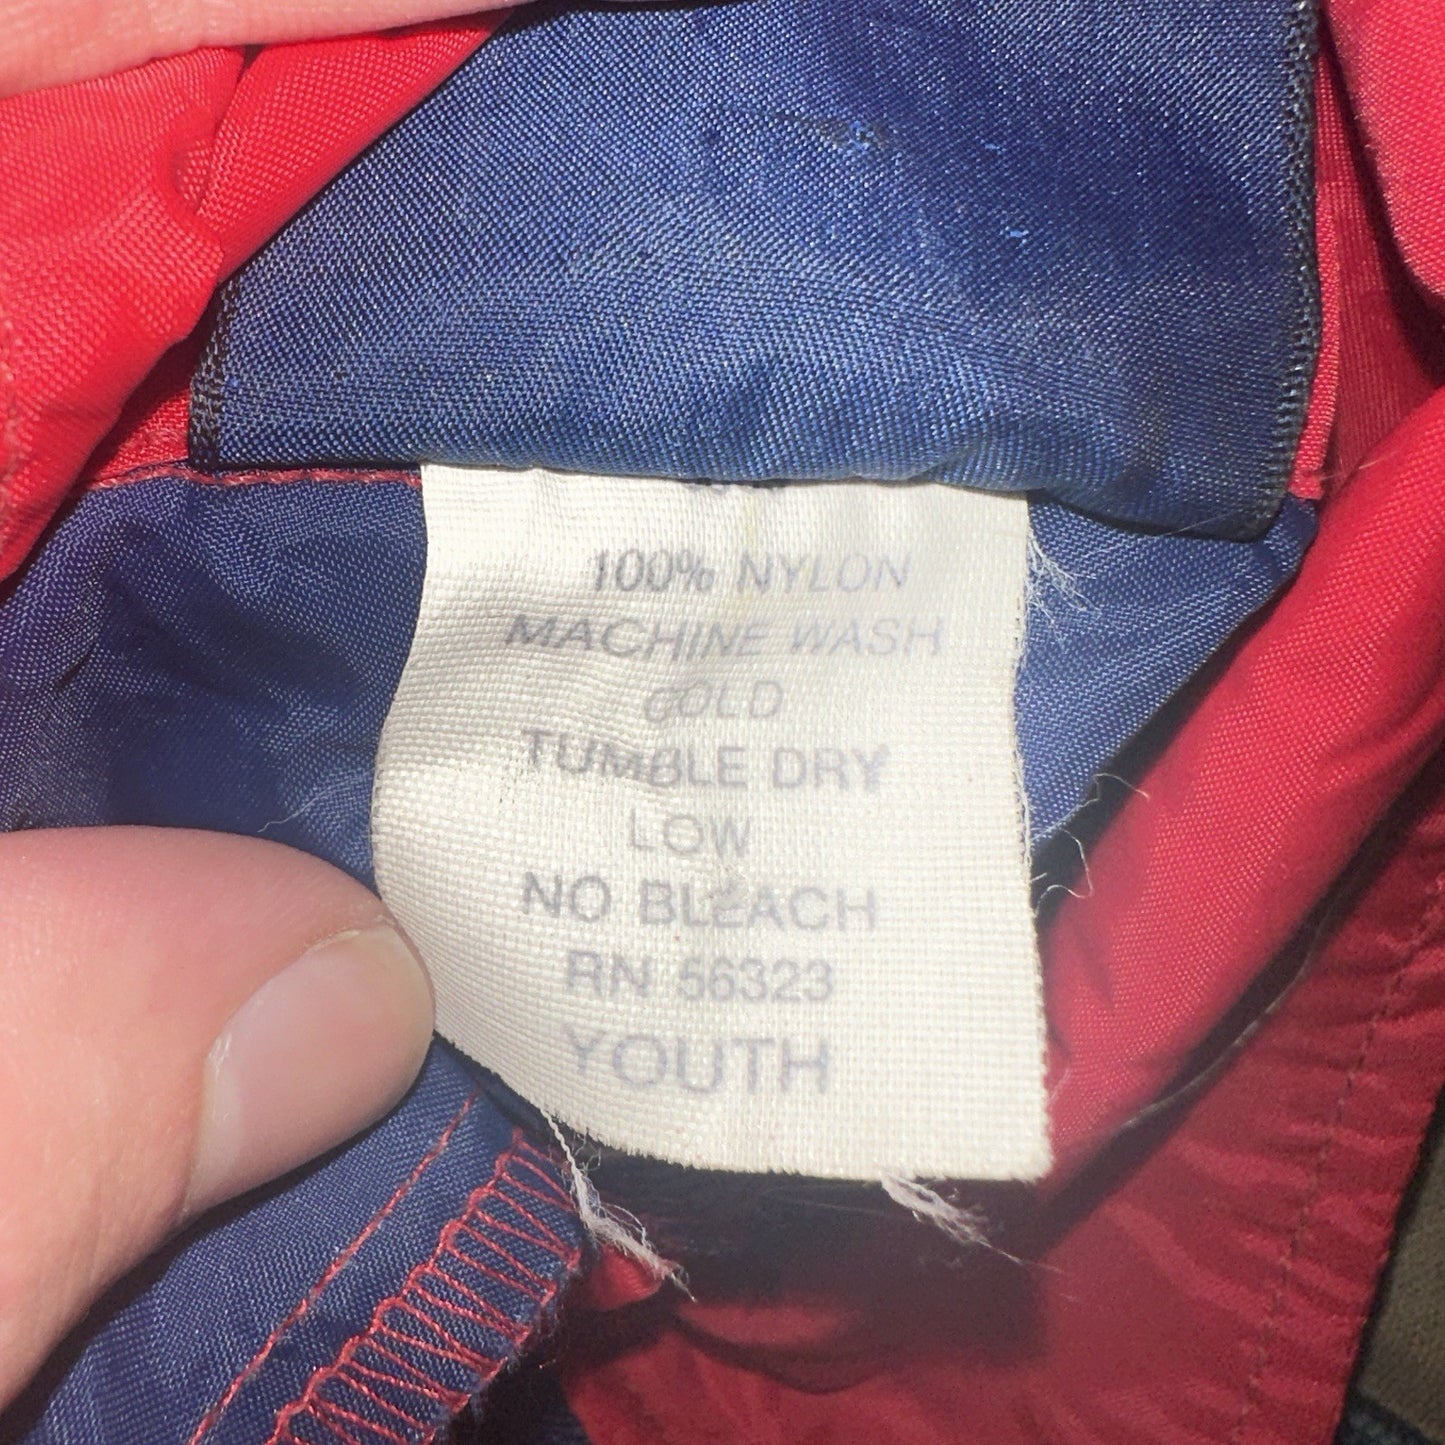 100% NYLON
MACHINE WASH
COLD
TUMBLE DRY
LOW
NO BLEACH
RN 56323
YOUTH